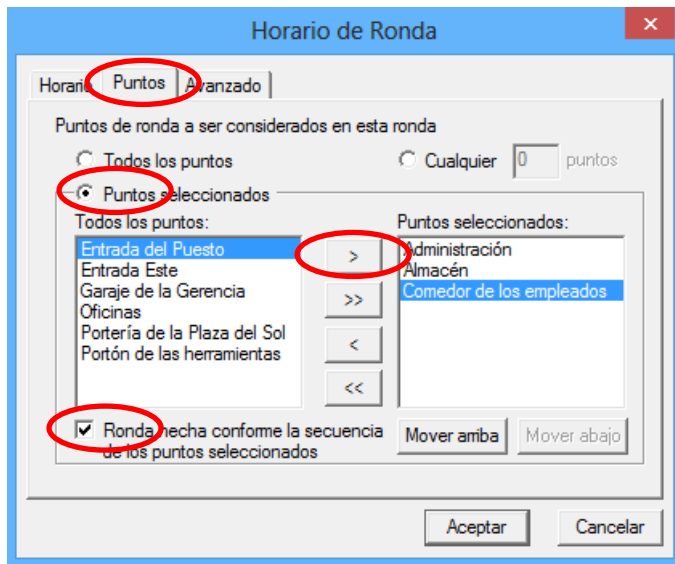 Horario de Ronda
×
Horario Puntos Avanzado
Puntos de ronda a ser considerados en esta ronda
Todos los puntos Cualquier 0 puntos
Puntos seleccionados
Todos los puntos: Puntos seleccionados:
Entrada del Puesto > Administración
Entrada Este Almacén
Garaje de la Gerencia >> Comedor de los empleados
Oficinas
Portería de la Plaza del Sol <
Portón de las herramientas
<<
Ronda hecha conforme la secuencia Mover arriba Mover abajo
de los puntos seleccionados
Aceptar Cancelar